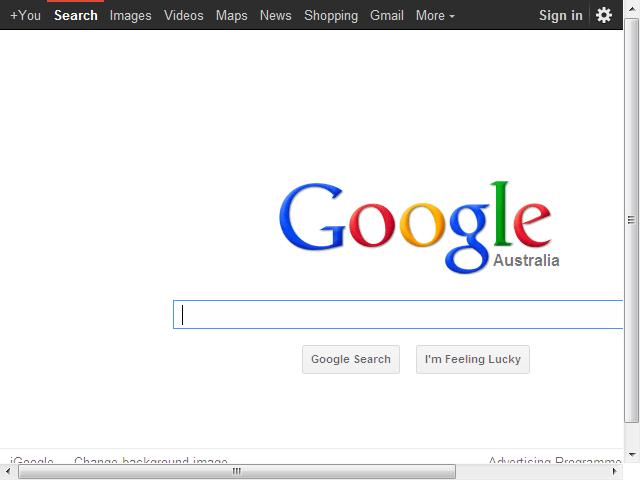 +You Search Images Videos Maps News Shopping Gmail More Sign in
Google
Australia
Google Search I'm Feeling Lucky
iGoogle Change background image Advertising Programme